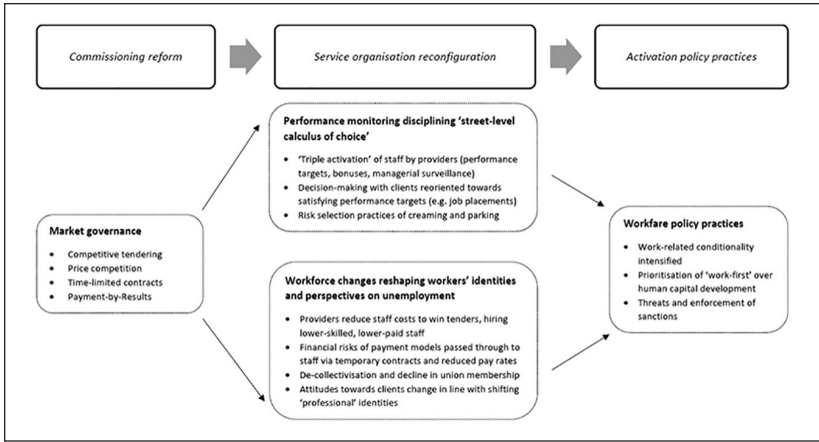 Commissioning reform
Service organisation reconfiguration
Activation policy practices
Performance monitoring disciplining ‘street-level
calculus of choice’
• ‘Triple activation’ of staff by providers (performance
targets, bonuses, managerial surveillance)
• Decision-making with clients reoriented towards
satisfying performance targets (e.g. job placements)
• Risk selection practices of creaming and parking
Market governance
• Competitive tendering
• Price competition
• Time-limited contracts
• Payment-by-Results
Workforce changes reshaping workers’ identities
and perspectives on unemployment
• Providers reduce staff costs to win tenders, hiring
lower-skilled, lower-paid staff
• Financial risks of payment models passed through to
staff via temporary contracts and reduced pay rates
• De-collectivisation and decline in union membership
• Attitudes towards clients change in line with shifting
‘professional’ identities
Workfare policy practices
• Work-related conditionality
intensified
• Prioritisation of ‘work-first’ over
human capital development
• Threats and enforcement of
sanctions